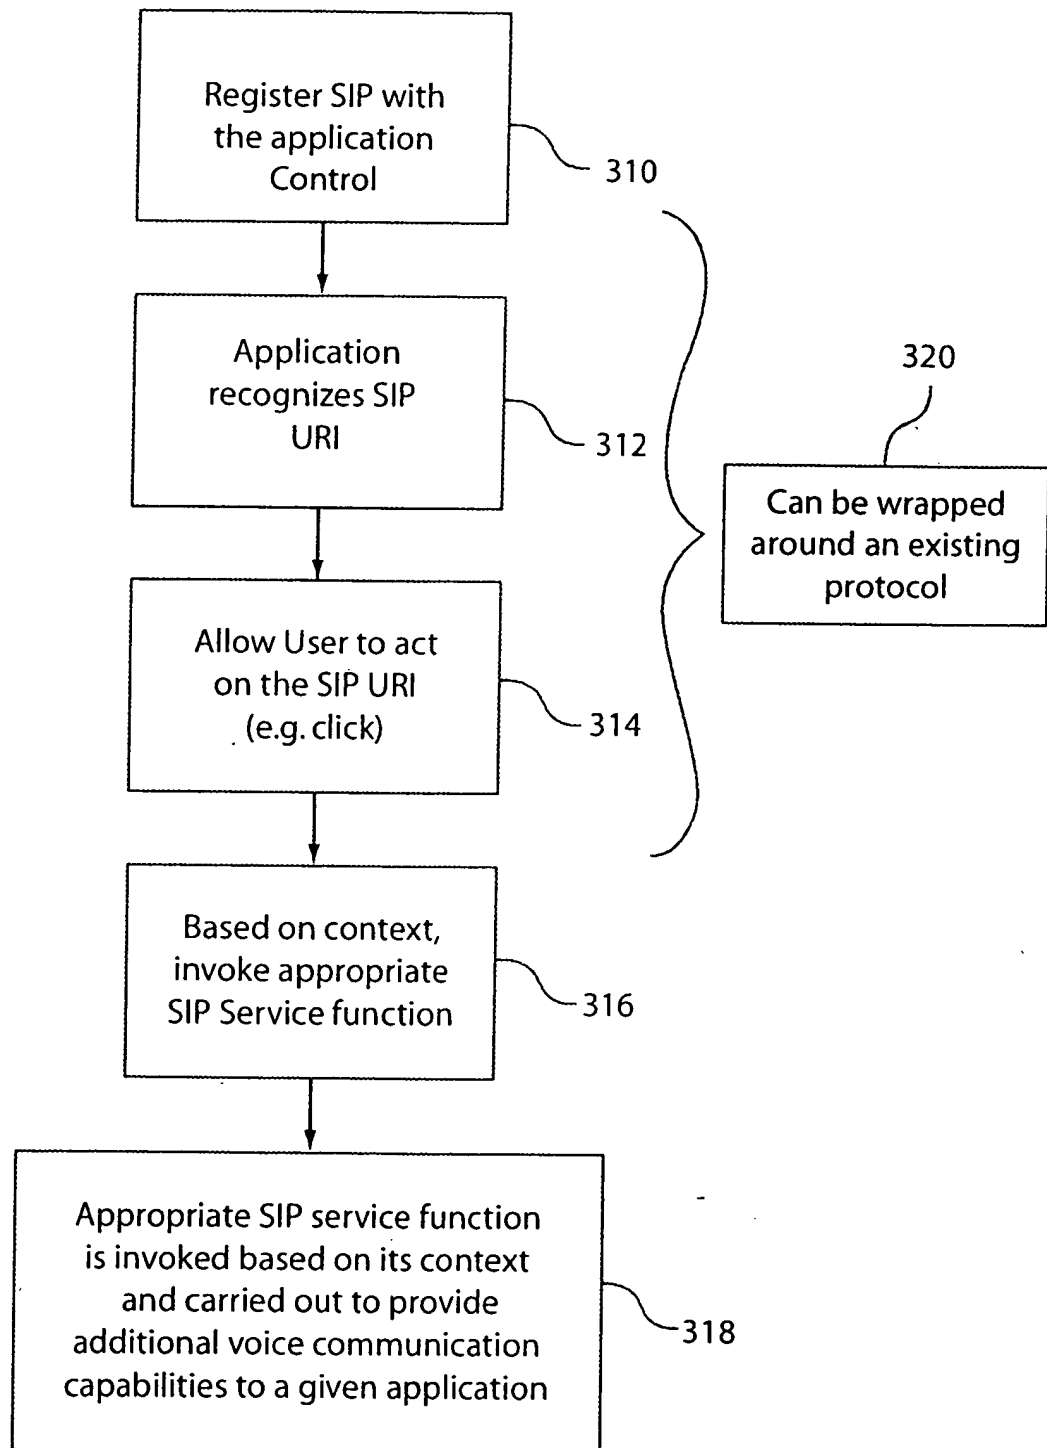 Register SIP with
the application
Control
310
Application
recognizes SIP
URI
312
320
Can be wrapped
around an existing
protocol
Allow User to act
on the SIP URI
(e.g. click)
314
Based on context,
invoke appropriate
SIP Service function
316
Appropriate SIP service function
is invoked based on its context
and carried out to provide
additional voice communication
capabilities to a given application
318